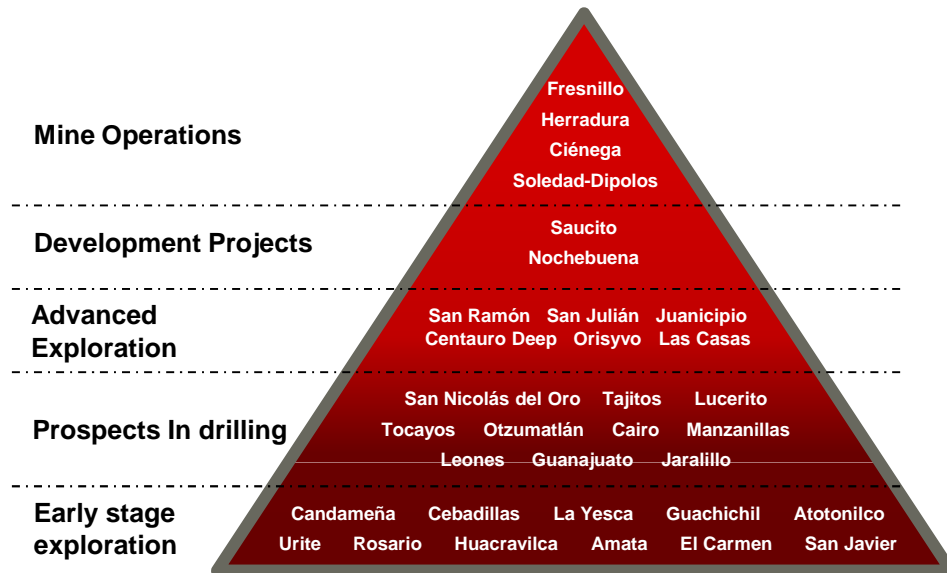 Mine Operations
Fresnillo
Herradura
Ciénega
Soledad-Dipolos
Development Projects
Saucito
Nochebuena
Advanced
Exploration
San Ramón San Julián Juanicipio
Centauro Deep Orisyvo Las Casas
Prospects In drilling
San Nicolás del Oro Tajitos Lucerito
Tocayos Otzumatlán Cairo Manzanillas
Leones Guanajuato Jaralillo
Early stage
exploration
Candameña Cebadillas La Yesca Guachichil Atotonilco
Urite Rosario Huacravilca Amata El Carmen San Javier